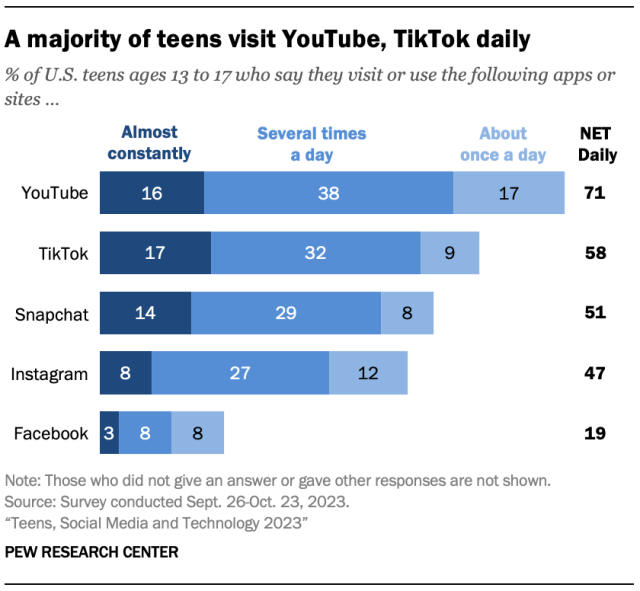 A majority of teens visit YouTube, TikTok daily
% of U.S. teens ages 13 to 17 who say they visit or use the following apps or
sites ...
Almost constantly
Several times a day
About once a day
NET Daily
YouTube 16 38 17 71
TikTok 17 32 9 58
Snapchat 14 29 8 51
Instagram 8 27 12 47
Facebook 3 8 8 19
Note: Those who did not give an answer or gave other responses are not shown.
Source: Survey conducted Sept. 26-Oct. 23, 2023.
“Teens, Social Media and Technology 2023”
PEW RESEARCH CENTER